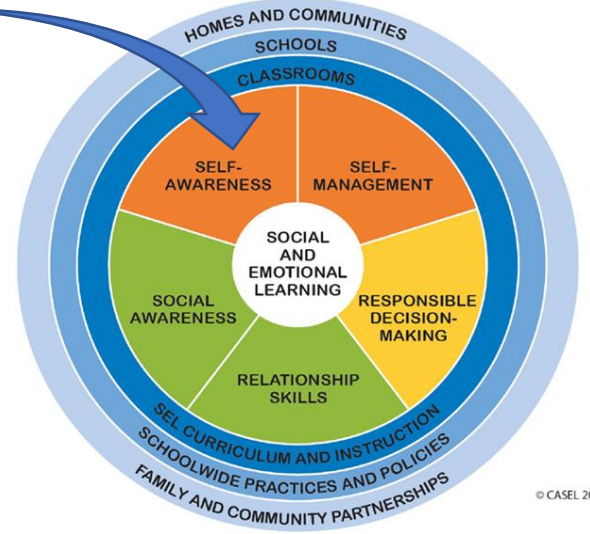 HOMES AND COMMUNITIES
SCHOOLS
CLASSROOMS
SELF-
AWARENESS
SELF-
MANAGEMENT
SOCIAL
AND
EMOTIONAL
LEARNING
SOCIAL
AWARENESS
RESPONSIBLE
DECISION-
MAKING
RELATIONSHIP
SKILLS
SEL CURRICULUM AND INSTRUCTION
SCHOOLWIDE PRACTICES AND POLICIES
FAMILY AND COMMUNITY PARTNERSHIPS
© CASEL